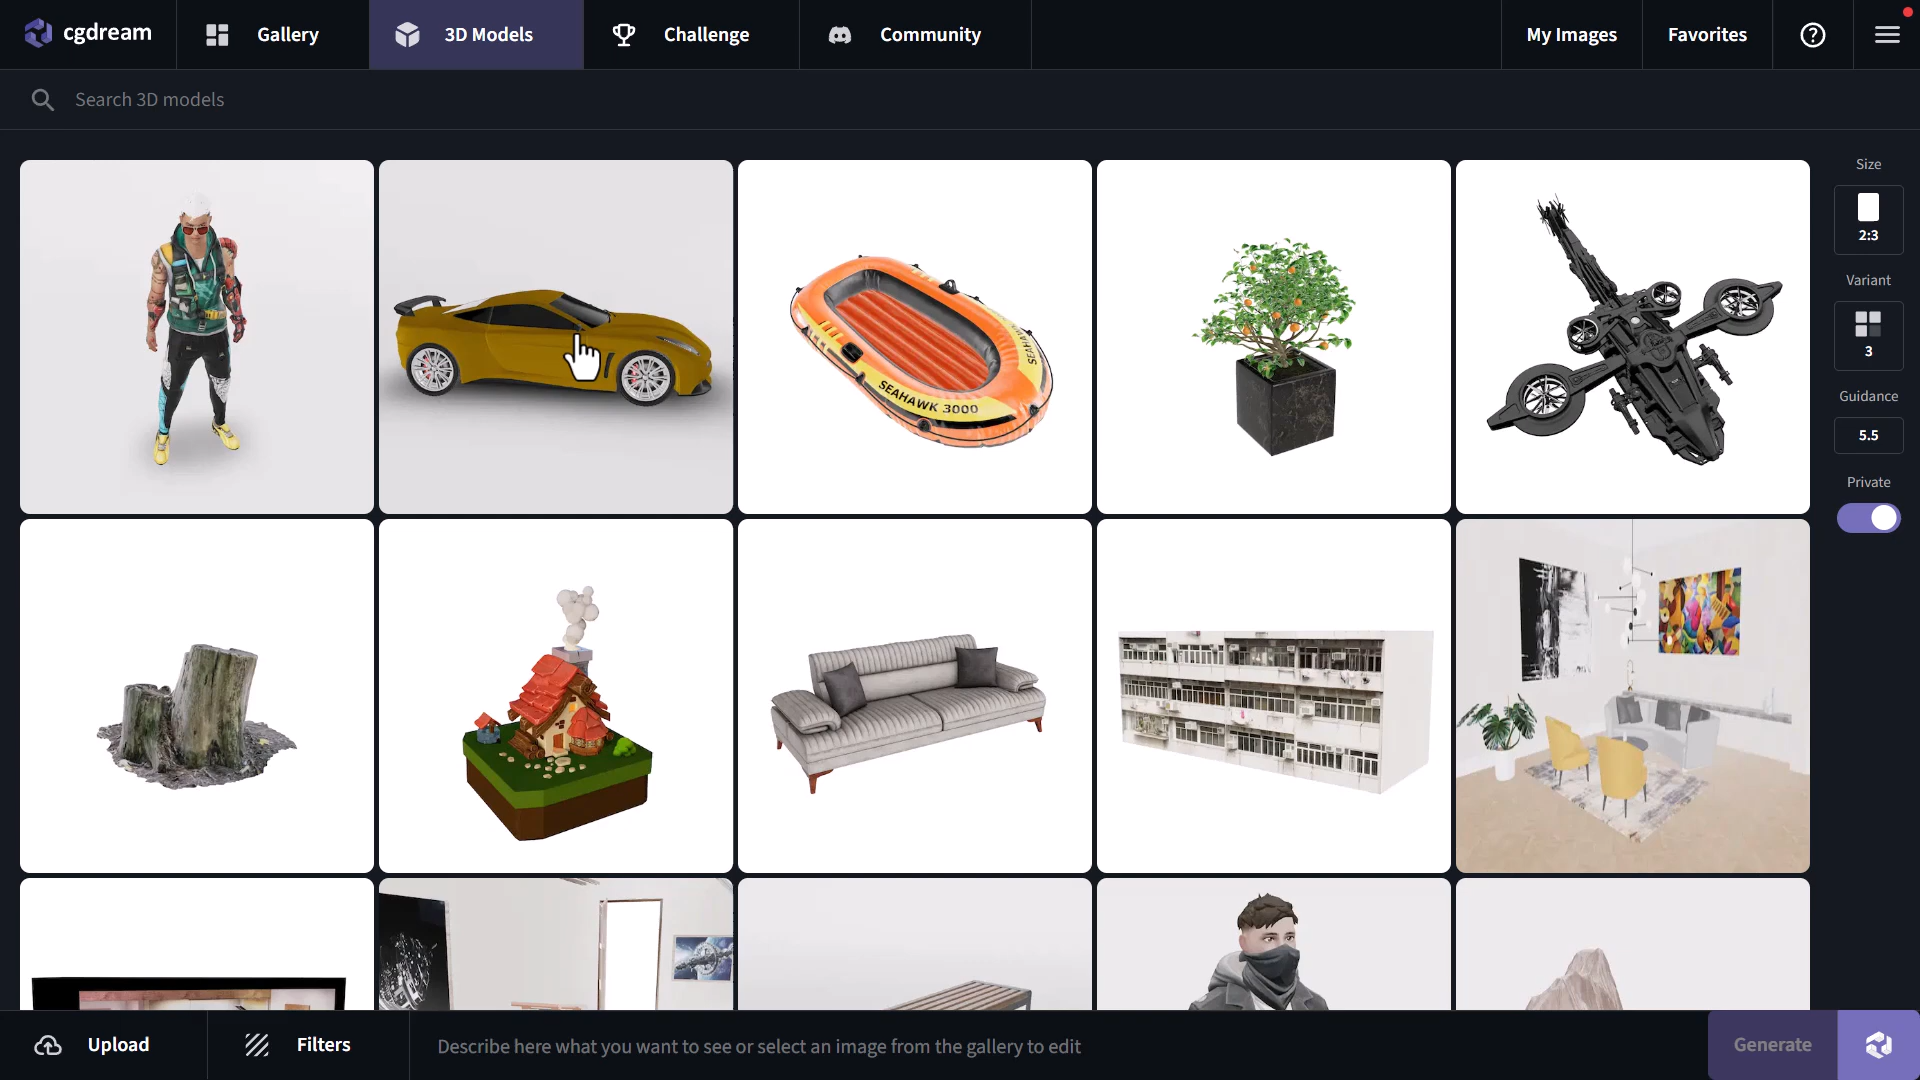 cgdream
Gallery
3D Models
Challenge
Community
My Images
Favorites
Search 3D models
Size
2:3
Variant
3
Guidance
5.5
Private
SEAHAWK 3000
SEAHAWK
Upload
Filters
Describe here what you want to see or select an image from the gallery to edit
Generate